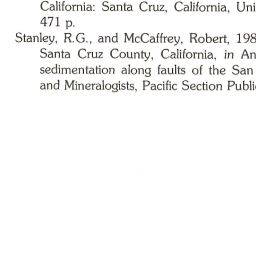 California: Santa Cruz, California, Uni
471 p.
Stanley, R.G., and McCaffrey, Robert, 198
Santa Cruz County, California, in An
sedimentation along faults of the San
and Mineralogists, Pacific Section Publi